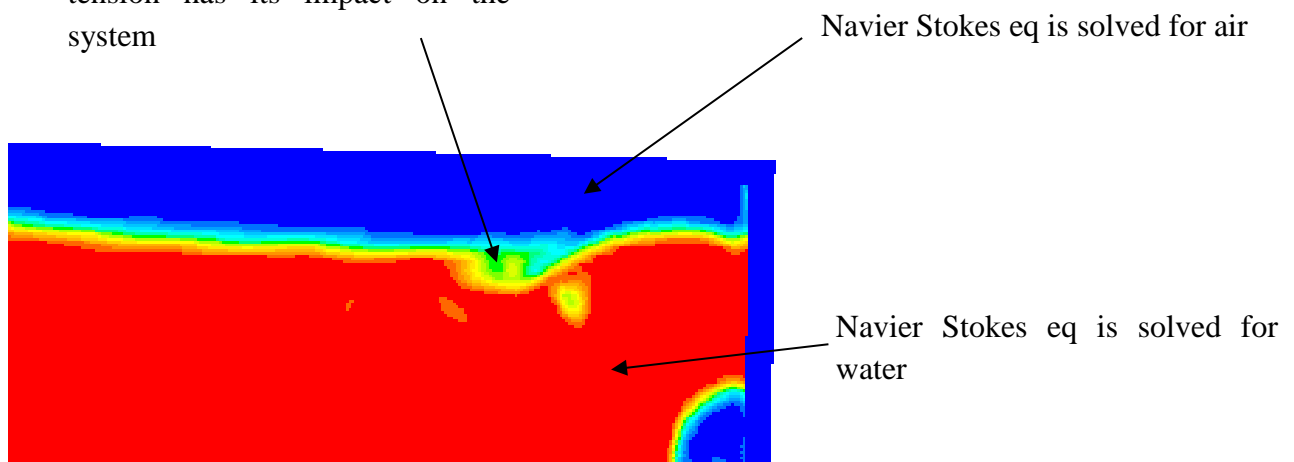 tension has its impact on the
system
Navier Stokes eq is solved for air
Navier Stokes eq is solved for
water